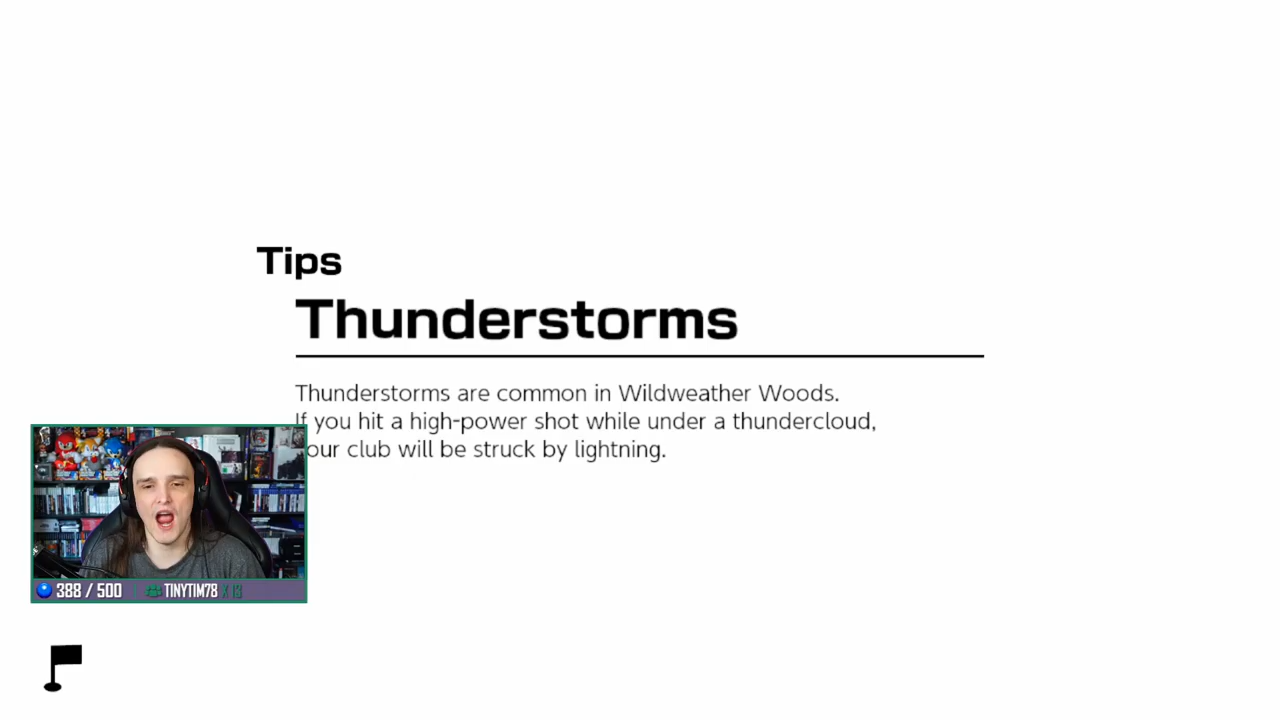 Tips
Thunderstorms
Thunderstorms are common in Wildweather Woods.
If you hit a high-power shot while under a thundercloud,
our club will be struck by lightning.
388 / 500
TINYTIM78 X 13